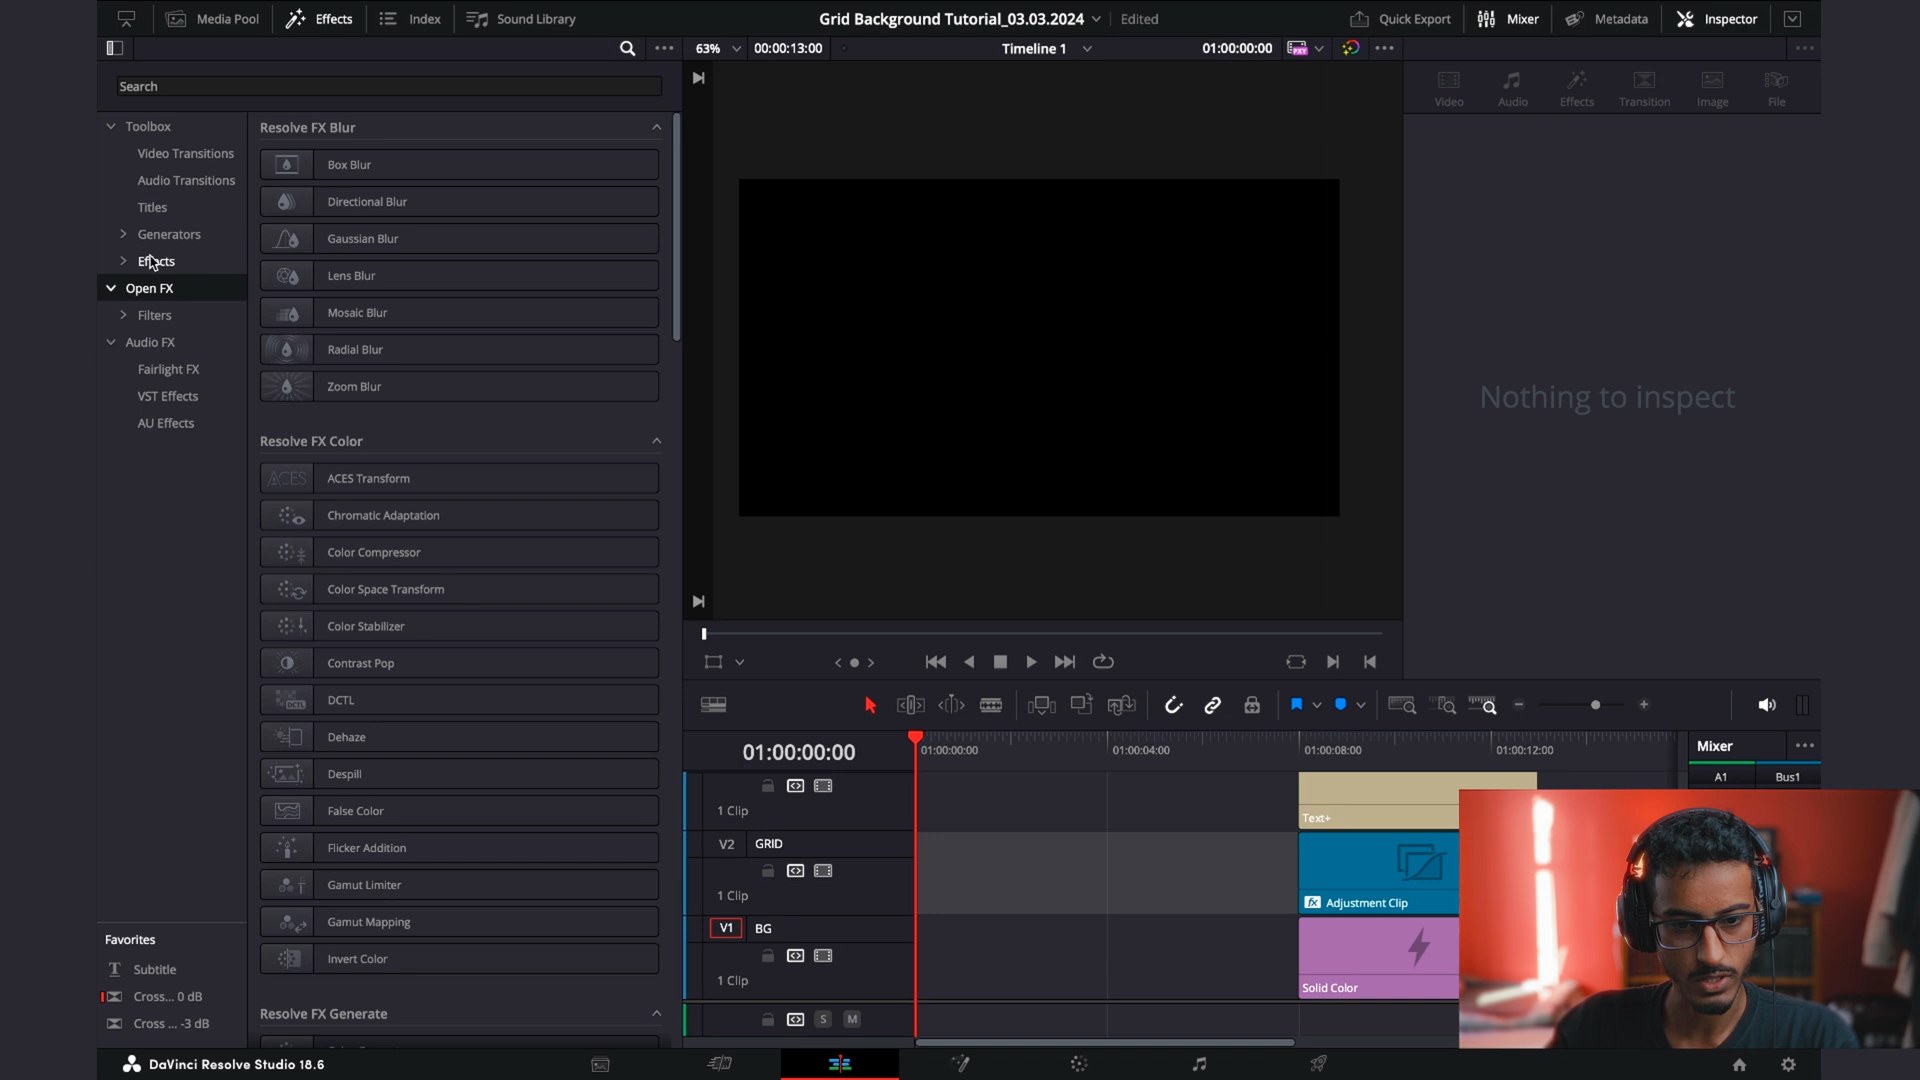 Media Pool
Effects
Index
Sound Library
Grid Background Tutorial_03.03.2024
Edited
Quick Export
Mixer
Metadata
Inspector
63%
00:00:13:00
Timeline 1
01:00:00:00
Search
Video
Audio
Effects
Transition
Image
File
Toolbox
Video Transitions
Audio Transitions
Titles
Generators
Effects
Open FX
Filters
Audio FX
Fairlight FX
VST Effects
AU Effects
Resolve FX Blur
Box Blur
Directional Blur
Gaussian Blur
Lens Blur
Mosaic Blur
Radial Blur
Zoom Blur
Resolve FX Color
ACES
ACES Transform
Chromatic Adaptation
Color Compressor
Color Space Transform
Color Stabilizer
Contrast Pop
DCTL
Dehaze
Despill
False Color
Flicker Addition
Gamut Limiter
Gamut Mapping
Invert Color
Resolve FX Generate
Favorites
Subtitle
Cross... 0 dB
Cross ... -3 dB
Nothing to inspect
01:00:00:00
01:00:00:00
01:00:04:00
01:00:08:00
01:00:12:00
Mixer
A1
Bus1
1 Clip
Text+
V2
GRID
1 Clip
fx Adjustment Clip
V1
BG
1 Clip
Solid Color
S
M
DaVinci Resolve Studio 18.6